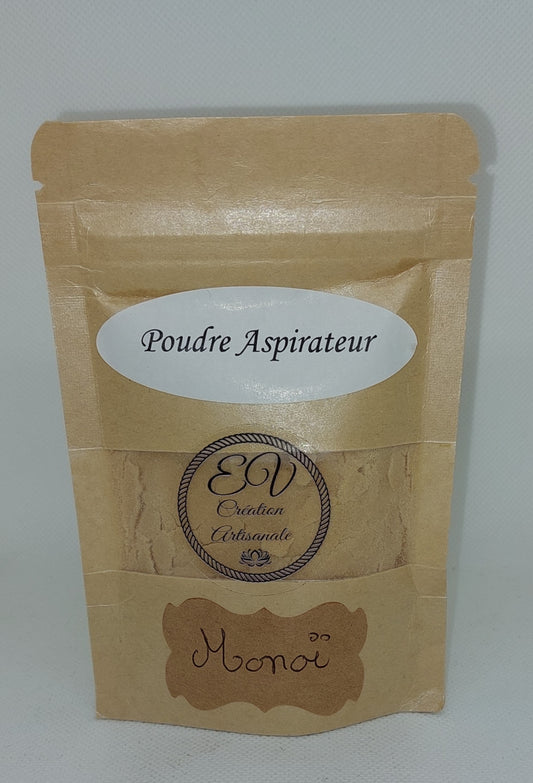 Poudre Aspirateur
EV
Création
Artisanale
Monoï